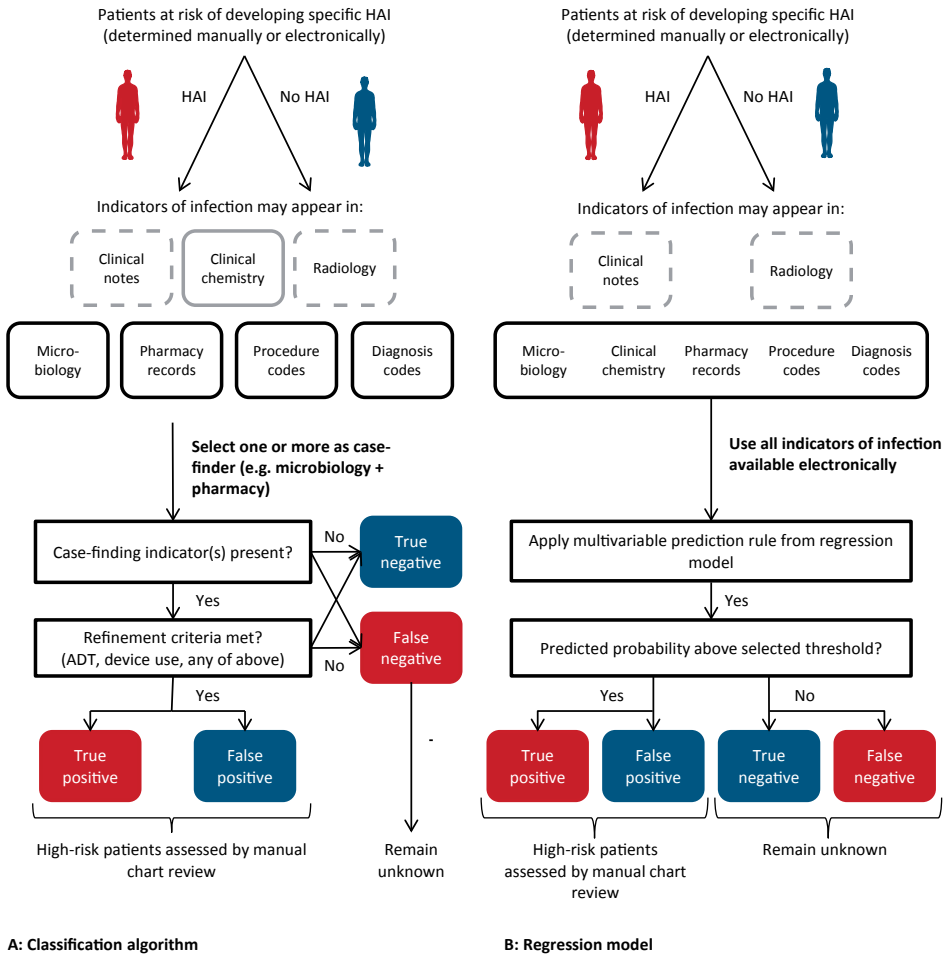 Patients at risk of developing specific HAI
(determined manually or electronically)
HAI
No HAI
Indicators of infection may appear in:
Clinical
notes
Clinical
chemistry
Radiology
Micro-
biology
Pharmacy
records
Procedure
codes
Diagnosis
codes
Select one or more as case-
finder (e.g. microbiology +
pharmacy)
Case-finding indicator(s) present?
No
True
negative
Yes
Refinement criteria met?
(ADT, device use, any of above)
No
False
negative
Yes
True
positive
False
positive
-
High-risk patients assessed by manual
chart review
Remain
unknown
A: Classification algorithm
Patients at risk of developing specific HAI
(determined manually or electronically)
HAI
No HAI
Indicators of infection may appear in:
Clinical
notes
Radiology
Micro-
biology
Clinical
chemistry
Pharmacy
records
Procedure
codes
Diagnosis
codes
Use all indicators of infection
available electronically
Apply multivariable prediction rule from regression
model
Yes
Predicted probability above selected threshold?
Yes
No
True
positive
False
positive
True
negative
False
negative
High-risk patients
assessed by manual chart
review
Remain unknown
B: Regression model